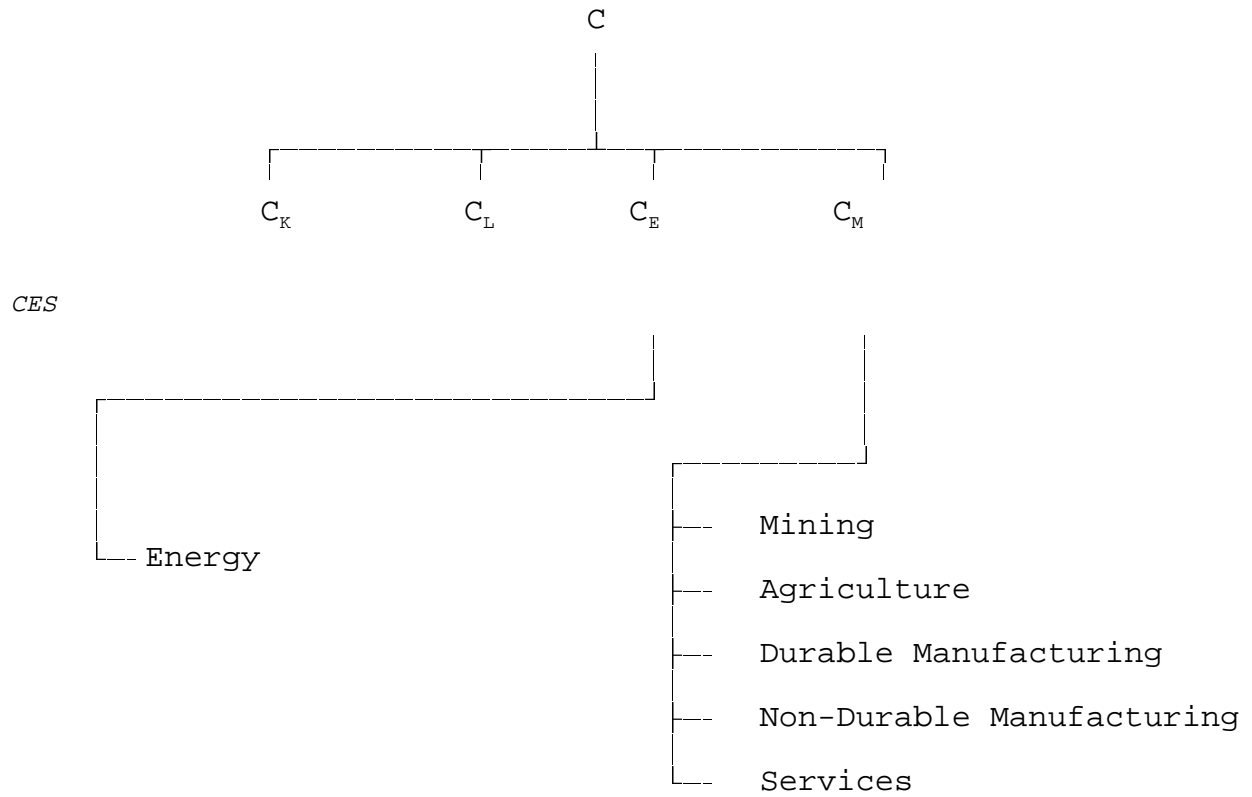 C
C_K C_L C_E C_M
CES
Mining
Energy
Agriculture
Durable Manufacturing
Non-Durable Manufacturing
Services